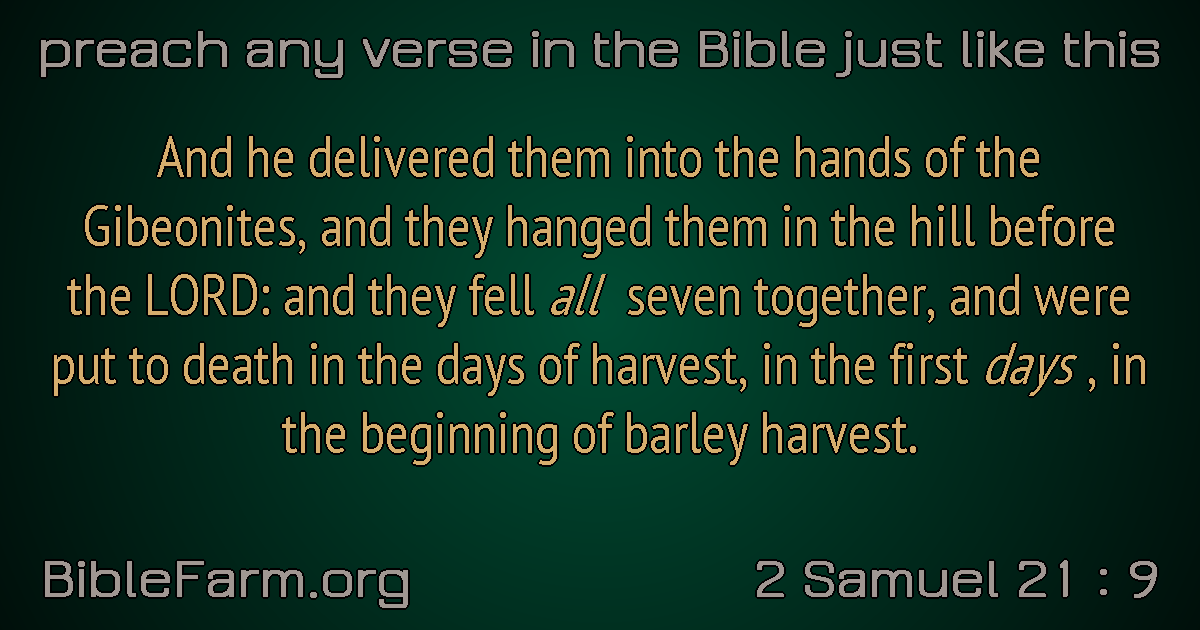 preach any verse in the Bible just like this
And he delivered them into the hands of the
Gibeonites, and they hanged them in the hill before
the LORD: and they fell all seven together, and were
put to death in the days of harvest, in the first days , in
the beginning of barley harvest.
BibleFarm.org
2 Samuel 21 : 9